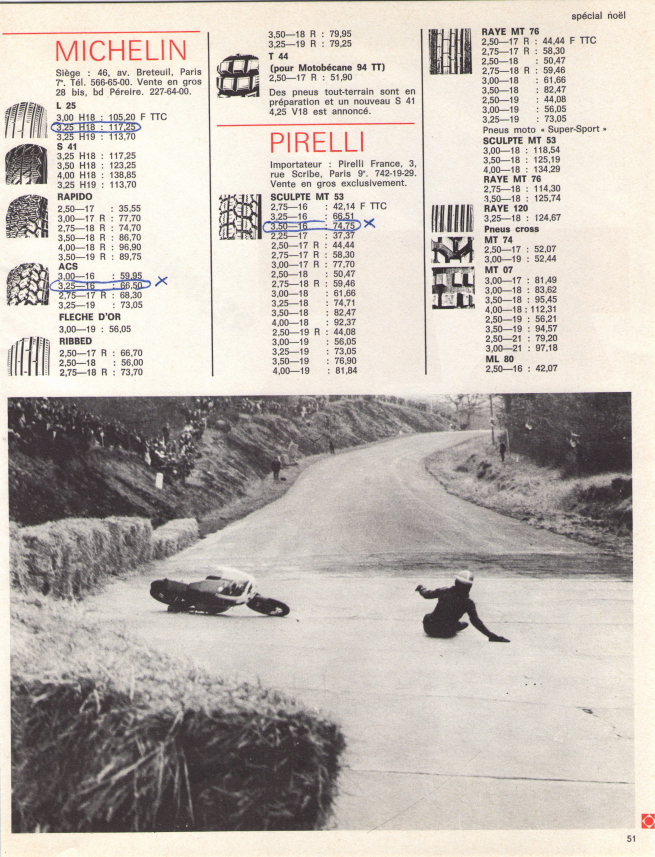 spécial noël
MICHELIN
Siège : 46, av. Breteuil, Paris
7e. Tél. 566-65-00. Vente en gros
28 bis, bd Péreire. 227-64-00.
L 25
3,00 H18 : 105,20 F TTC
3,25 H18 : 117,25
3,25 H19 : 113,70
S 41
3,25 H18 : 117,25
3,50 H18 : 123,25
4,00 H18 : 138,85
3,25 H19 : 113,70
RAPIDO
2,50—17 : 35,55
3,00—17 R : 77,70
2,75—18 R : 74,70
3,50—18 R : 86,70
4,00—18 R : 96,90
3,50—19 R : 89,75
ACS
3,00—16 : 59,95
3,25—16 : 66,50 X
2,75—17 R : 68,30
3,25—19 : 73,05
FLECHE D'OR
3,00—19 : 56,05
RIBBED
2,50—17 R : 66,70
2,50—18 : 56,00
2,75—18 R : 73,70
3,50—18 R : 79,95
3,25—19 R : 79,25
T 44
(pour Motobécane 94 TT)
2,50—17 R : 51,90
Des pneus tout-terrain sont en
préparation et un nouveau S 41
4,25 V18 est annoncé.
PIRELLI
Importateur : Pirelli France, 3,
rue Scribe, Paris 9e. 742-19-29.
Vente en gros exclusivement.
SCULPTE MT 53
2,75—16 : 42,14 F TTC
3,25—16 : 66,51
3,50—16 : 74,75 X
2,25—17 : 37,37
2,50—17 R : 44,44
2,75—17 R : 58,30
3,00—17 R : 77,70
2,50—18 : 50,47
2,75—18 R : 59,46
3,00—18 : 61,66
3,25—18 : 74,71
3,50—18 : 82,47
4,00—18 : 92,37
2,50—19 R : 44,08
3,00—19 : 56,05
3,25—19 : 73,05
3,50—19 : 76,90
4,00—19 : 81,84
RAYE MT 76
2,50—17 R : 44,44 F TTC
2,75—17 R : 58,30
2,50—18 : 50,47
2,75—18 R : 59,46
3,00—18 : 61,66
3,50—18 : 82,47
2,50—19 : 44,08
3,00—19 : 56,05
3,25—19 : 73,05
Pneus moto « Super-Sport »
SCULPTE MT 53
3,00—18 : 118,54
3,50—18 : 125,19
4,00—18 : 134,29
RAYE MT 76
2,75—18 : 114,30
3,50—18 : 125,74
RAYE 120
3,25—18 : 124,67
Pneus cross
MT 74
2,50—17 : 52,07
3,00—19 : 52,44
MT 07
3,00—17 : 81,49
3,00—18 : 83,62
3,50—18 : 95,45
4,00—18 : 112,31
2,50—19 : 56,21
3,50—19 : 94,57
2,50—21 : 79,20
3,00—21 : 97,18
ML 80
2,50—16 : 42,07
51